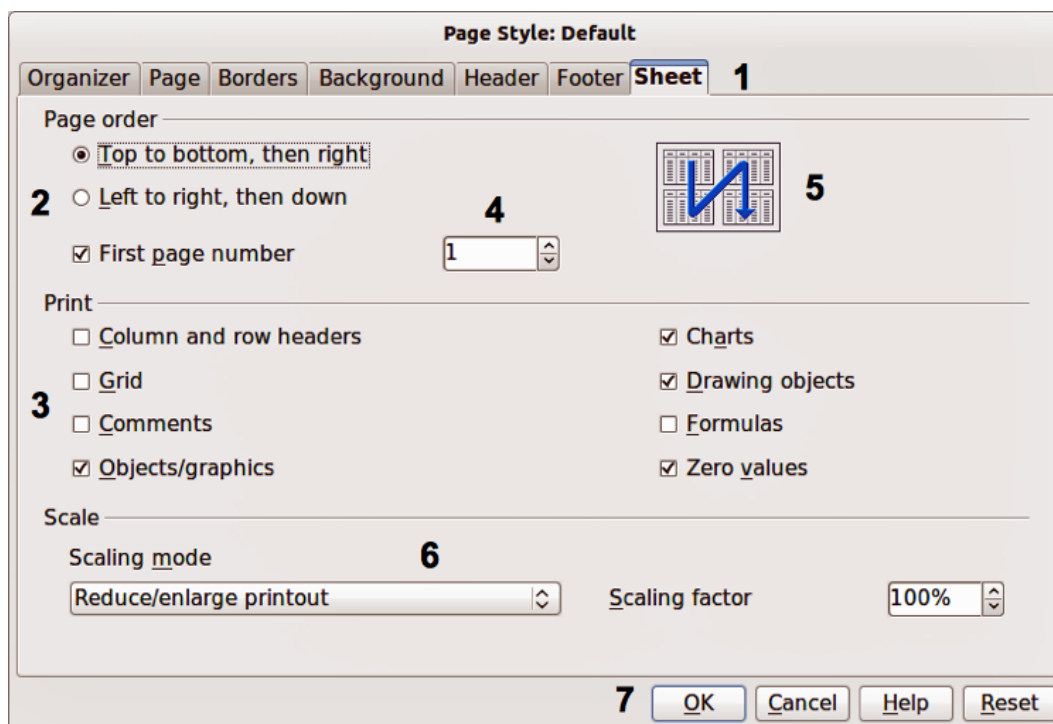 Page Style: Default
Organizer Page Borders Background Header Footer Sheet 1
Page order
Top to bottom, then right
5
2 Left to right, then down
4
First page number 1
Print
Column and row headers Charts
Grid Drawing objects
3
Comments Formulas
Objects/graphics Zero values
Scale
Scaling mode 6
Reduce/enlarge printout Scaling factor 100%
7 OK Cancel Help Reset